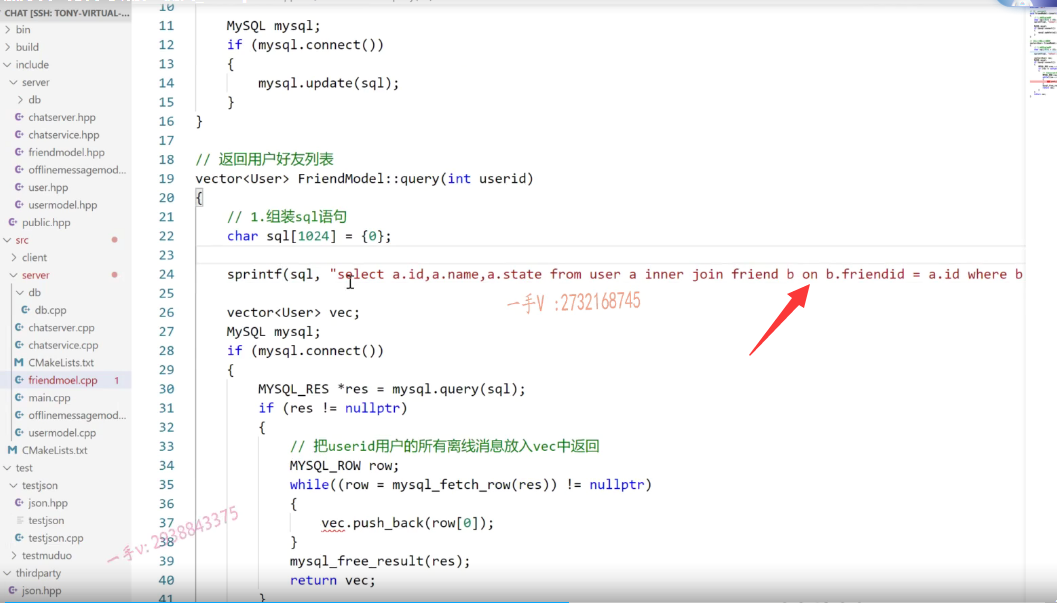 CHAT [SSH: TONY-VIRTUAL-...
bin
build
include
server
db
chatserver.hpp
chatservice.hpp
friendmodel.hpp
offlinemessagemod...
user.hpp
usermodel.hpp
public.hpp
src
client
server
db
db.cpp
chatserver.cpp
chatservice.cpp
CMakeLists.txt
friendmoel.cpp 1
main.cpp
offlinemessagemod...
usermodel.cpp
CMakeLists.txt
test
testjson
json.hpp
testjson
testjson.cpp
testmuduo
thirdparty
json.hpp
10
11 MySQL mysql;
12 if (mysql.connect())
13 {
14 mysql.update(sql);
15 }
16 }
17
18 // 返回用户好友列表
19 vector<User> FriendModel::query(int userid)
20 {
21 // 1.组装sql语句
22 char sql[1024] = {0};
23
24 sprintf(sql, "select a.id,a.name,a.state from user a inner join friend b on b.friendid = a.id where b
25
一手V :2732168745
26 vector<User> vec;
27 MySQL mysql;
28 if (mysql.connect())
29 {
30 MYSQL_RES *res = mysql.query(sql);
31 if (res != nullptr)
32 {
33 // 把userid用户的所有离线消息放入vec中返回
34 MYSQL_ROW row;
35 while((row = mysql_fetch_row(res)) != nullptr)
36 {
37 vec.push_back(row[0]);
38 }
一手v: 2938843375
39 mysql_free_result(res);
40 return vec;
41 }